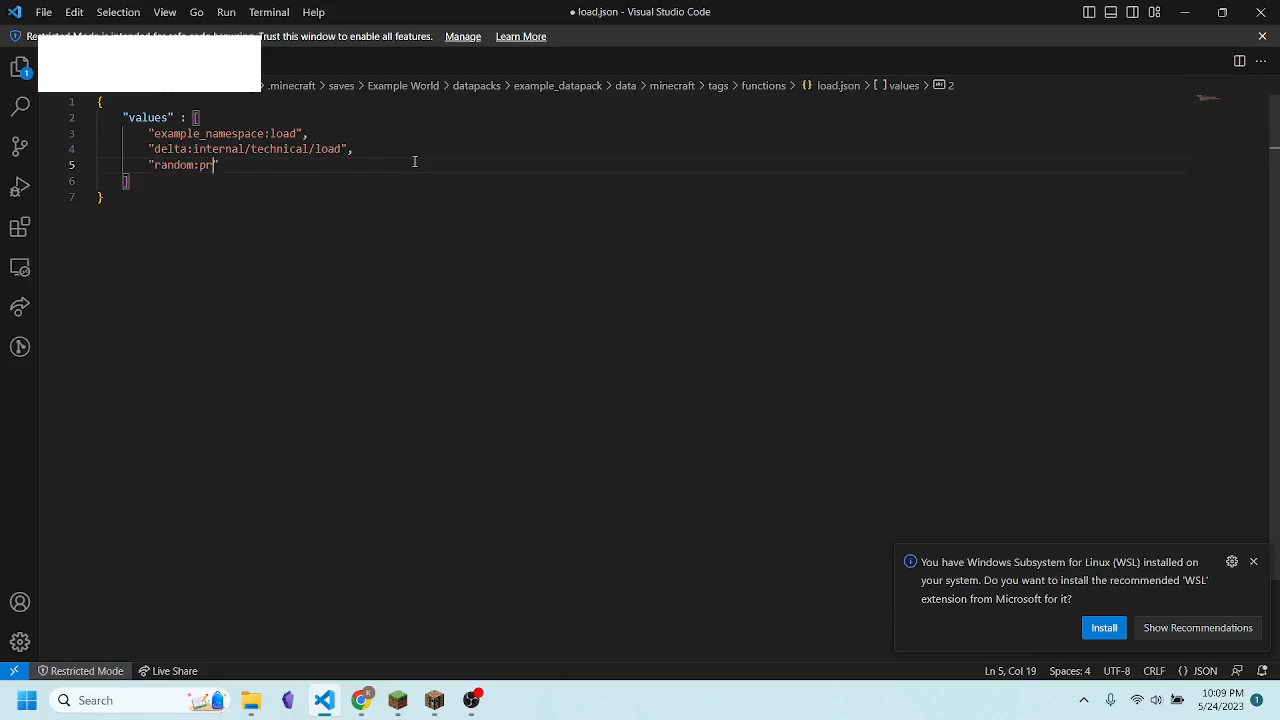 File Edit Selection View Go Run Terminal Help
● load.json - Visual Studio Code
Trust this window to enable all features. Manage Learn More
1
.minecraft > saves > Example World > datapacks > example_datapack > data > minecraft > tags > functions > {} load.json > [ ] values > abc 2
1 {
2 "values" : [
3 "example_namespace:load",
4 "delta:internal/technical/load",
5 "random:pr"
6 ]
7 }
You have Windows Subsystem for Linux (WSL) installed on
your system. Do you want to install the recommended 'WSL'
extension from Microsoft for it?
Install Show Recommendations
Restricted Mode Live Share
Ln 5, Col 19 Spaces: 4 UTF-8 CRLF {} JSON
Search
K
10:09 PM
5/24/2023
1